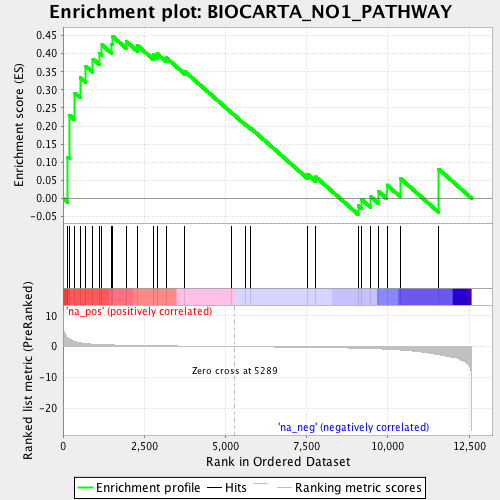 Enrichment plot: BIOCARTA_NO1_PATHWAY
Enrichment score (ES)
0.45
0.40
0.35
0.30
0.25
0.20
0.15
0.10
0.05
0.00
-0.05
'na_pos' (positively correlated)
Ranked list metric (PreRanked)
10
0
-10
-20
Zero cross at 5289
'na_neg' (negatively correlated)
0 2,500 5,000 7,500 10,000 12,500
Rank in Ordered Dataset
Enrichment profile Hits Ranking metric scores